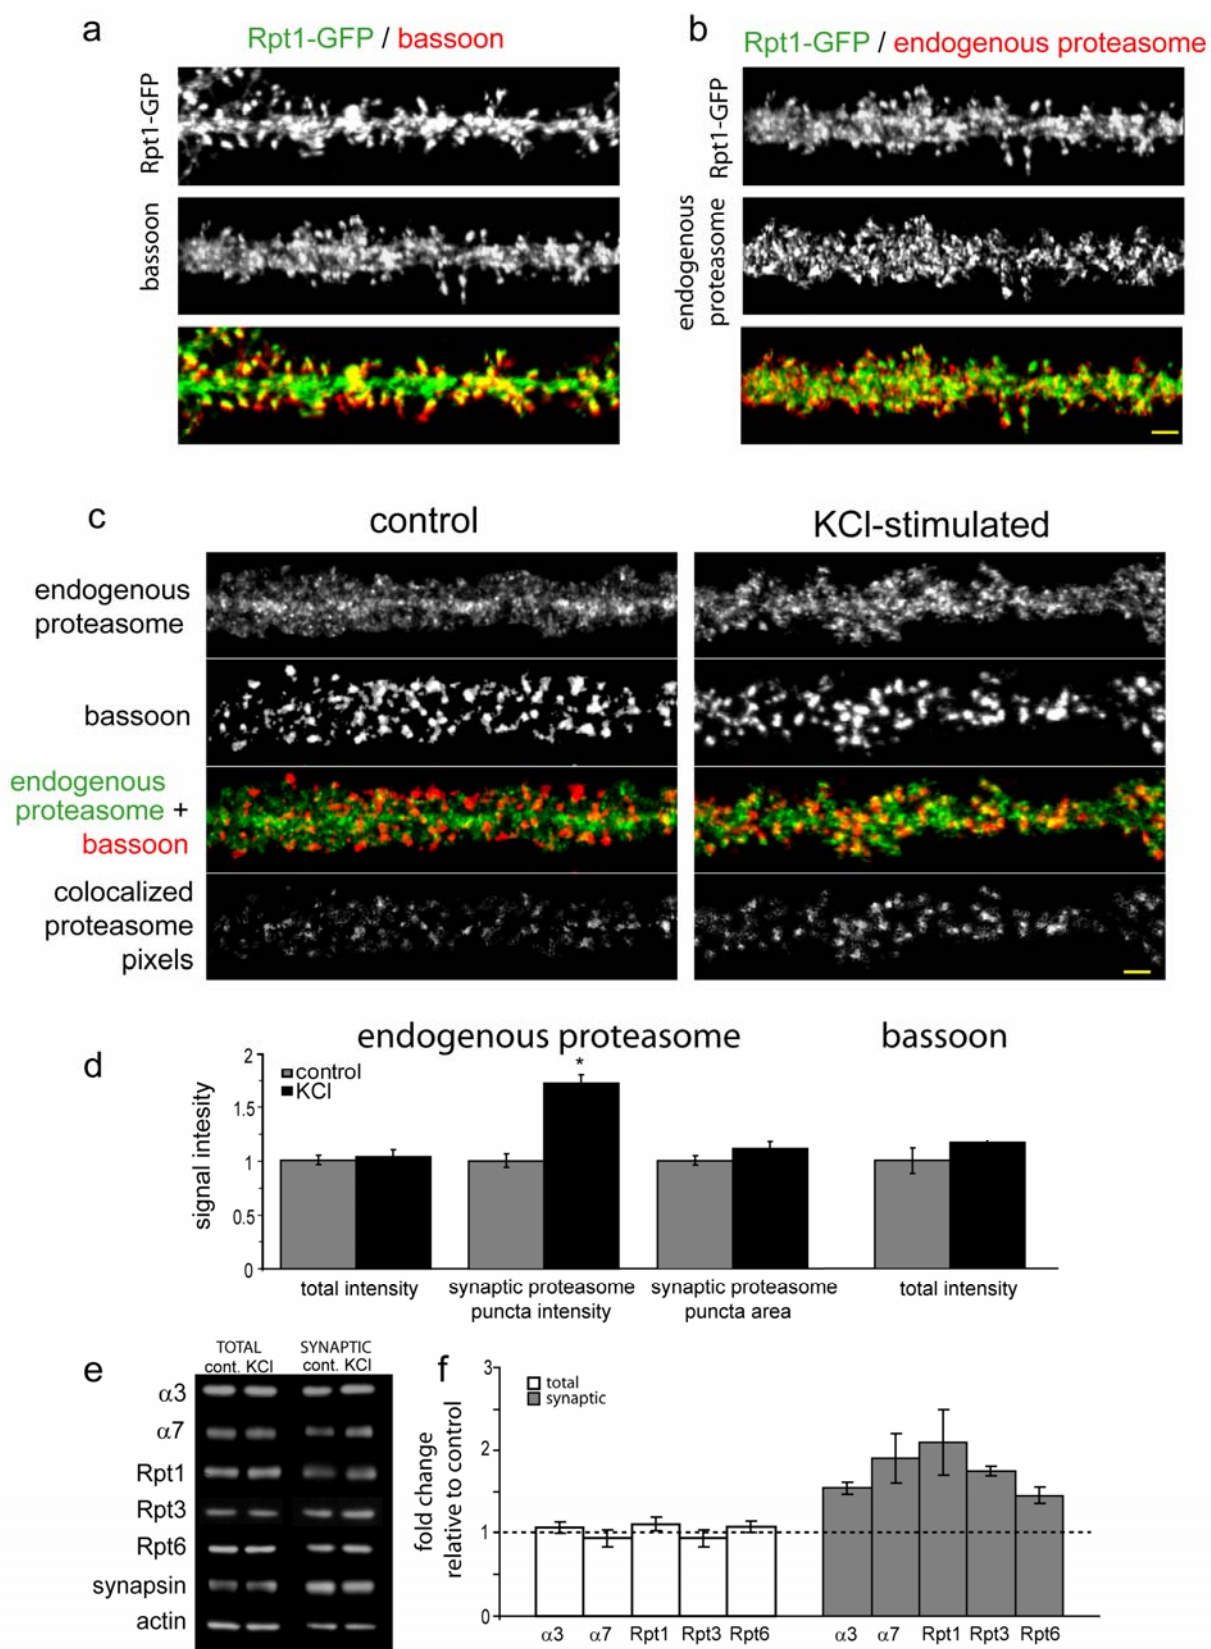 a
Rpt1-GFP / bassoon
Rpt1-GFP
bassoon
b
Rpt1-GFP / endogenous proteasome
Rpt1-GFP
endogenous
proteasome
c
control
KCl-stimulated
endogenous
proteasome
bassoon
endogenous
proteasome +
bassoon
colocalized
proteasome
pixels
d
endogenous proteasome
bassoon
signal intesity
2
1.5
1
0.5
0
control
KCl
*
total intensity
synaptic proteasome
puncta intensity
synaptic proteasome
puncta area
total intensity
e
TOTAL
cont. KCl
SYNAPTIC
cont. KCl
α3
α7
Rpt1
Rpt3
Rpt6
synapsin
actin
f
fold change
relative to control
3
2
1
0
total
synaptic
α3 α7 Rpt1 Rpt3 Rpt6
α3 α7 Rpt1 Rpt3 Rpt6